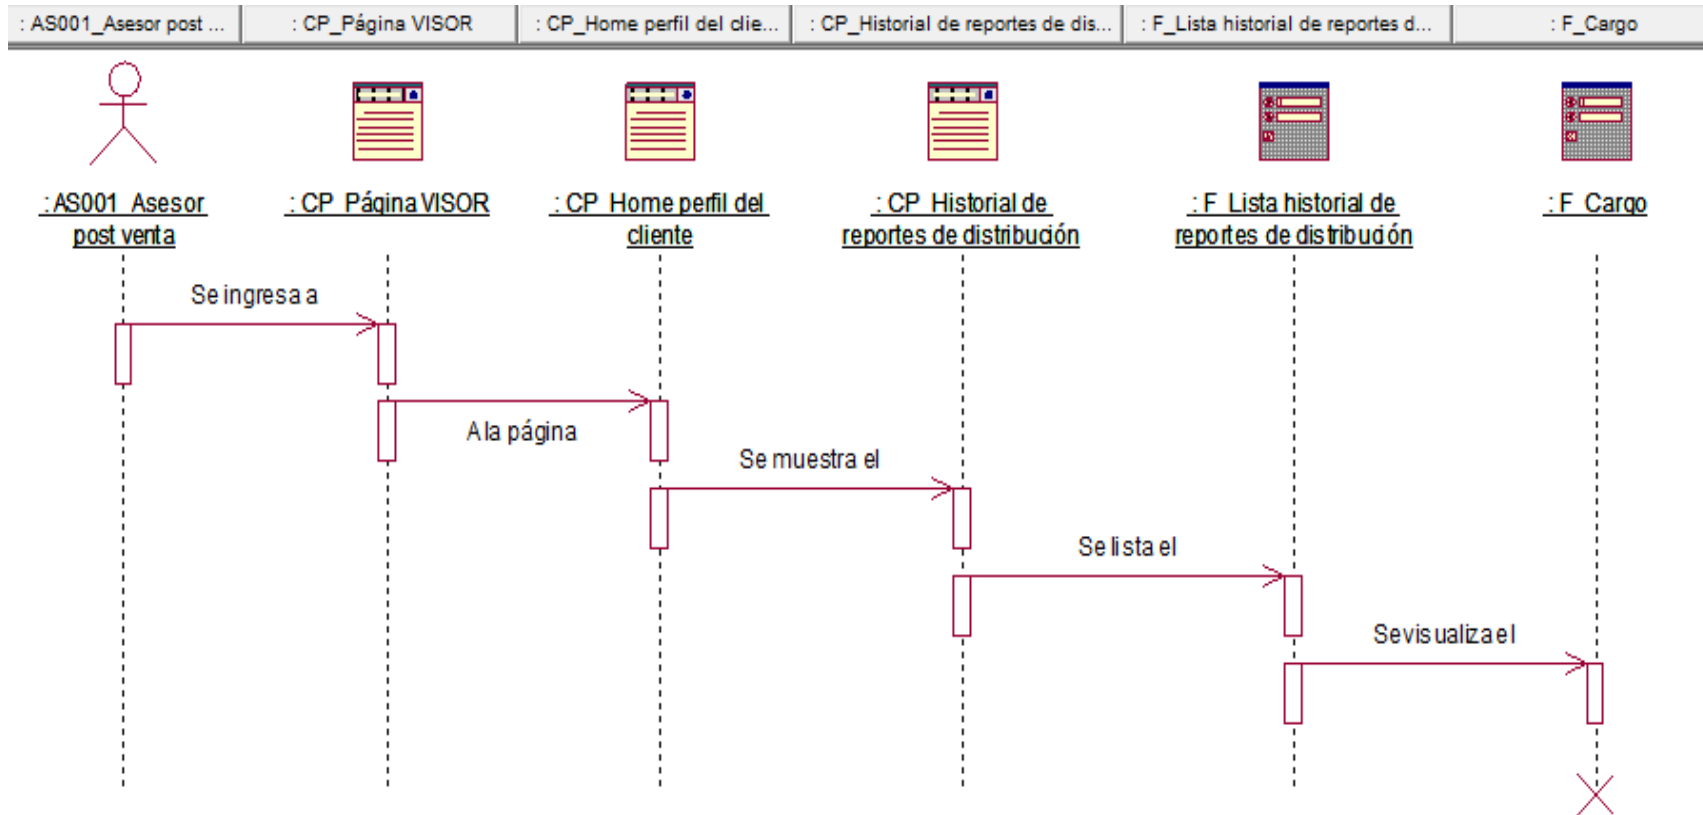 : AS001_Asesor post ...
: CP_Página VISOR
: CP_Home perfil del clie...
: CP_Historial de reportes de dis...
: F_Lista historial de reportes d...
: F_Cargo
: AS001_Asesor
post venta
: CP_Página VISOR
: CP_Home perfil del
cliente
: CP_Historial de
reportes de distribución
: F_Lista historial de
reportes de distribución
: F_Cargo
Se ingresa a
A la página
Se muestra el
Se lista el
Se visualiza el